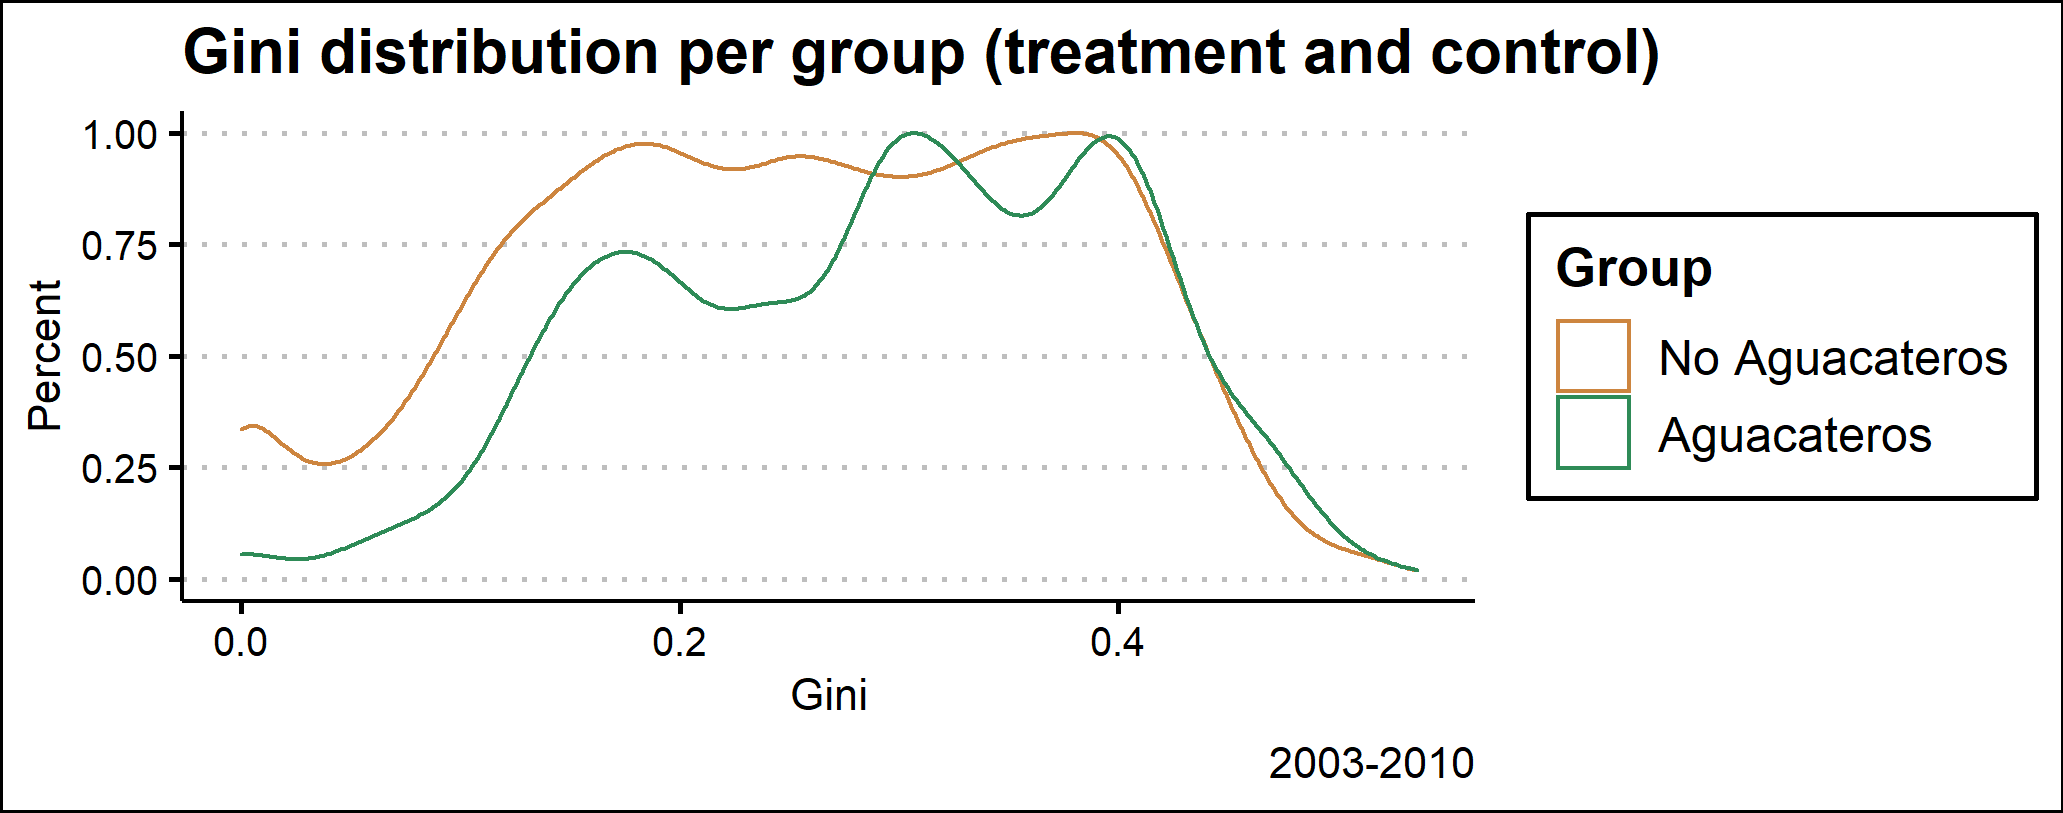 Gini distribution per group (treatment and control)
1.00
0.75
0.50
0.25
0.00
Percent
0.0 0.2 0.4
Gini
2003-2010
Group
No Aguacateros
Aguacateros